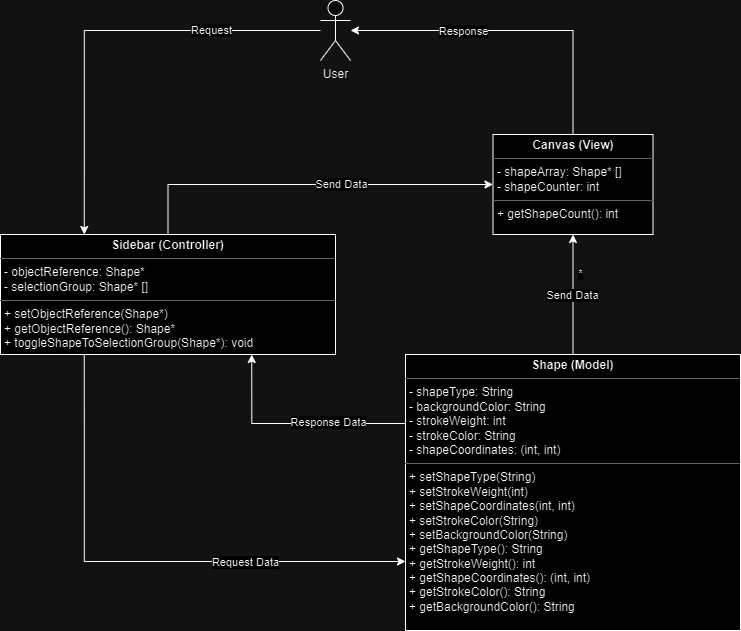 Request
Response
User
Canvas (View)
- shapeArray: Shape* []
- shapeCounter: int
+ getShapeCount(): int
Send Data
Sidebar (Controller)
- objectReference: Shape*
- selectionGroup: Shape* []
+ setObjectReference(Shape*)
+ getObjectReference(): Shape*
+ toggleShapeToSelectionGroup(Shape*): void
*
Send Data
Shape (Model)
- shapeType: String
- backgroundColor: String
- strokeWeight: int
- strokeColor: String
- shapeCoordinates: (int, int)
+ setShapeType(String)
+ setStrokeWeight(int)
+ setShapeCoordinates(int, int)
+ setStrokeColor(String)
+ setBackgroundColor(String)
+ getShapeType(): String
+ getStrokeWeight(): int
+ getShapeCoordinates(): (int, int)
+ getStrokeColor(): String
+ getBackgroundColor(): String
Response Data
Request Data